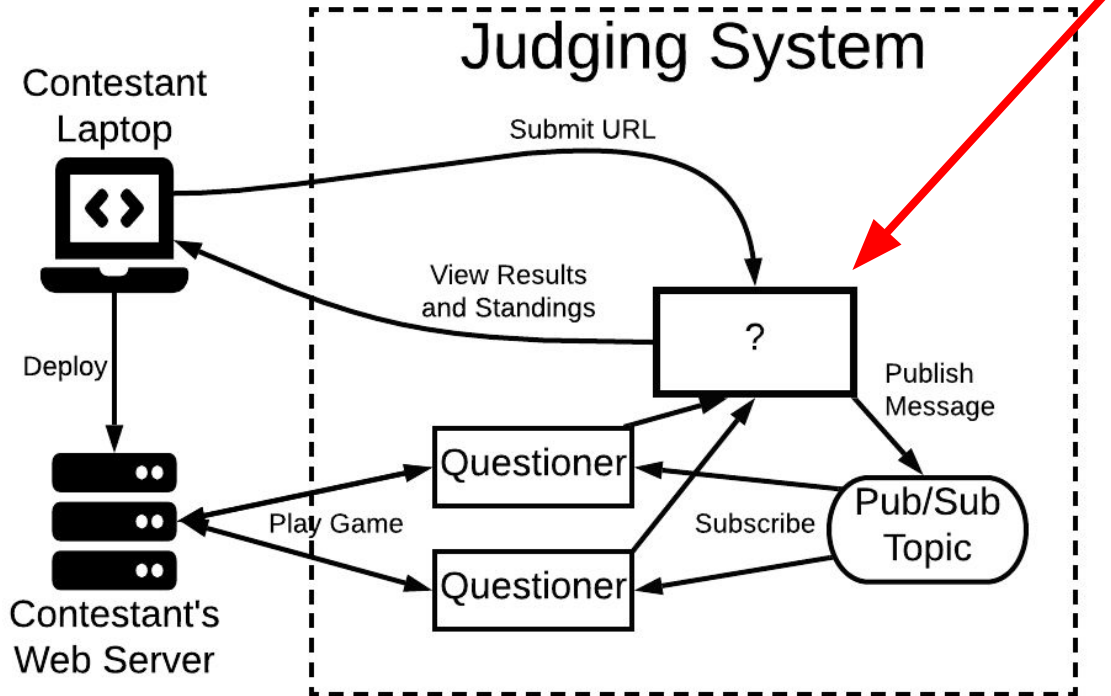 Judging System
Contestant
Laptop
Submit URL
View Results
and Standings
?
Deploy
Publish
Message
Questioner
Pub/Sub
Topic
Play Game
Subscribe
Questioner
Contestant's
Web Server